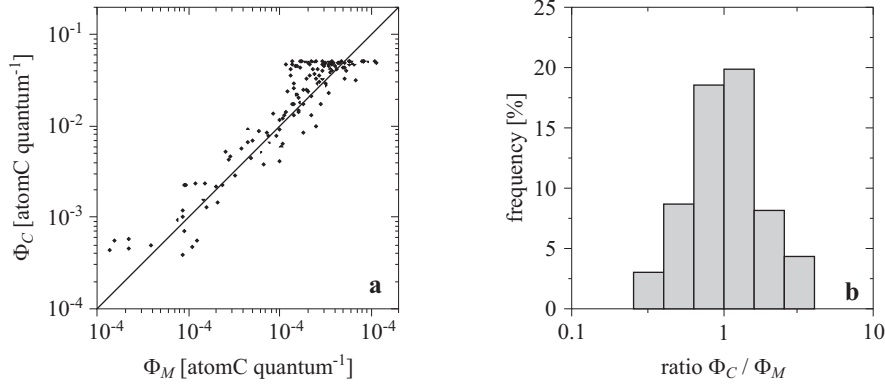 10⁻¹
10⁻²
10⁻³
10⁻⁴
Φ_C [atomC quantum⁻¹]
10⁻⁴ 10⁻⁴ 10⁻⁴ 10⁻⁴
Φ_M [atomC quantum⁻¹]
a
25
20
15
10
5
0
frequency [%]
0.1 1 10
ratio Φ_C / Φ_M
b